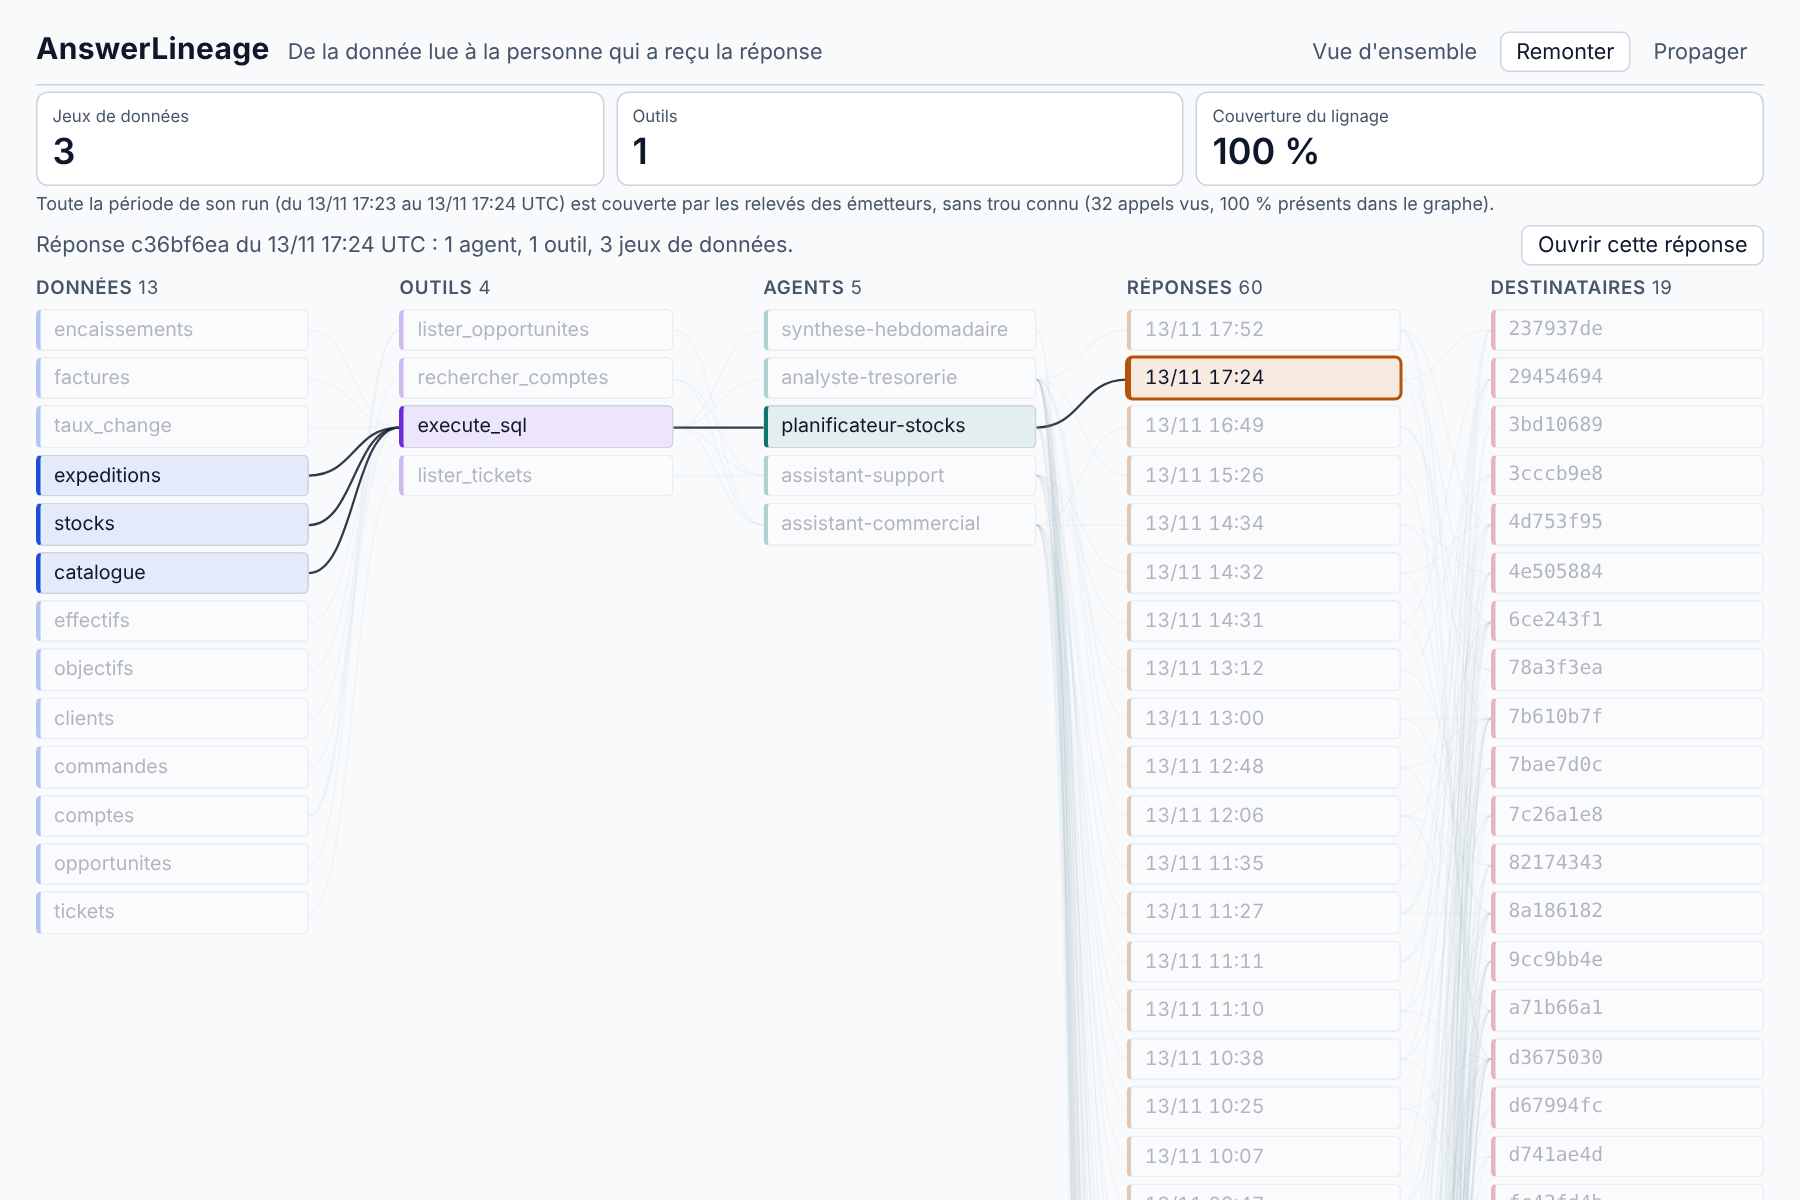 AnswerLineage De la donnée lue à la personne qui a reçu la réponse Vue d'ensemble Remonter Propager
Jeux de données
3
Outils
1
Couverture du lignage
100 %
Toute la période de son run (du 13/11 17:23 au 13/11 17:24 UTC) est couverte par les relevés des émetteurs, sans trou connu (32 appels vus, 100 % présents dans le graphe).
Réponse c36bf6ea du 13/11 17:24 UTC : 1 agent, 1 outil, 3 jeux de données.
Ouvrir cette réponse
DONNÉES 13
encaissements
factures
taux_change
expeditions
stocks
catalogue
effectifs
objectifs
clients
commandes
comptes
opportunites
tickets
OUTILS 4
lister_opportunites
rechercher_comptes
execute_sql
lister_tickets
AGENTS 5
synthese-hebdomadaire
analyste-tresorerie
planificateur-stocks
assistant-support
assistant-commercial
RÉPONSES 60
13/11 17:52
13/11 17:24
13/11 16:49
13/11 15:26
13/11 14:34
13/11 14:32
13/11 14:31
13/11 13:12
13/11 13:00
13/11 12:48
13/11 12:06
13/11 11:35
13/11 11:27
13/11 11:11
13/11 11:10
13/11 10:38
13/11 10:25
13/11 10:07
DESTINATAIRES 19
237937de
29454694
3bd10689
3cccb9e8
4d753f95
4e505884
6ce243f1
78a3f3ea
7b610b7f
7bae7d0c
7c26a1e8
82174343
8a186182
9cc9bb4e
a71b66a1
d3675030
d67994fc
d741ae4d